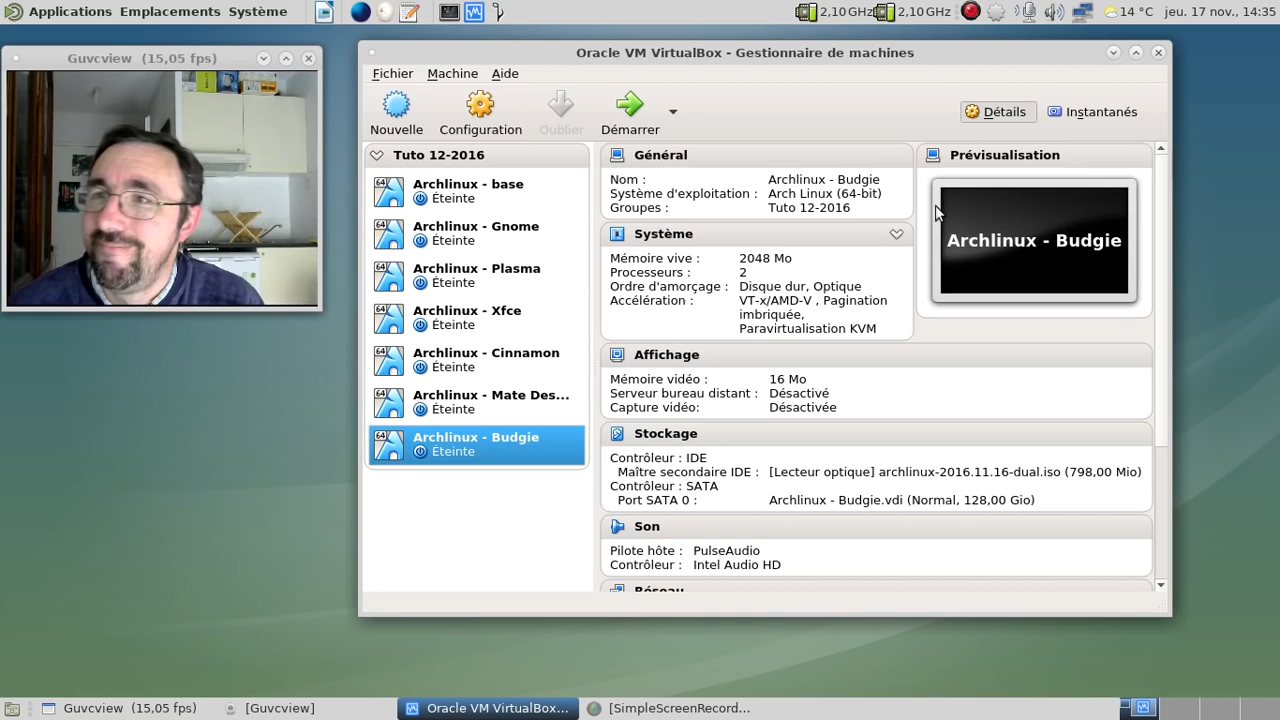 Applications Emplacements Système
2,10 GHz 2,10 GHz 14 °C jeu. 17 nov., 14:35
Guvcview (15,05 fps)
Oracle VM VirtualBox - Gestionnaire de machines
Fichier Machine Aide
Nouvelle Configuration Oublier Démarrer
Détails Instantanés
Tuto 12-2016
64 Archlinux - base
Éteinte
64 Archlinux - Gnome
Éteinte
64 Archlinux - Plasma
Éteinte
64 Archlinux - Xfce
Éteinte
64 Archlinux - Cinnamon
Éteinte
64 Archlinux - Mate Des...
Éteinte
64 Archlinux - Budgie
Éteinte
Général
Nom : Archlinux - Budgie
Système d'exploitation : Arch Linux (64-bit)
Groupes : Tuto 12-2016
Système
Mémoire vive : 2048 Mo
Processeurs : 2
Ordre d'amorçage : Disque dur, Optique
Accélération : VT-x/AMD-V , Pagination
imbriquée,
Paravirtualisation KVM
Prévisualisation
Archlinux - Budgie
Affichage
Mémoire vidéo : 16 Mo
Serveur bureau distant : Désactivé
Capture vidéo: Désactivée
Stockage
Contrôleur : IDE
Maître secondaire IDE : [Lecteur optique] archlinux-2016.11.16-dual.iso (798,00 Mio)
Contrôleur : SATA
Port SATA 0 : Archlinux - Budgie.vdi (Normal, 128,00 Gio)
Son
Pilote hôte : PulseAudio
Contrôleur : Intel Audio HD
Réseau
Guvcview (15,05 fps) [Guvcview] Oracle VM VirtualBox... [SimpleScreenRecord...